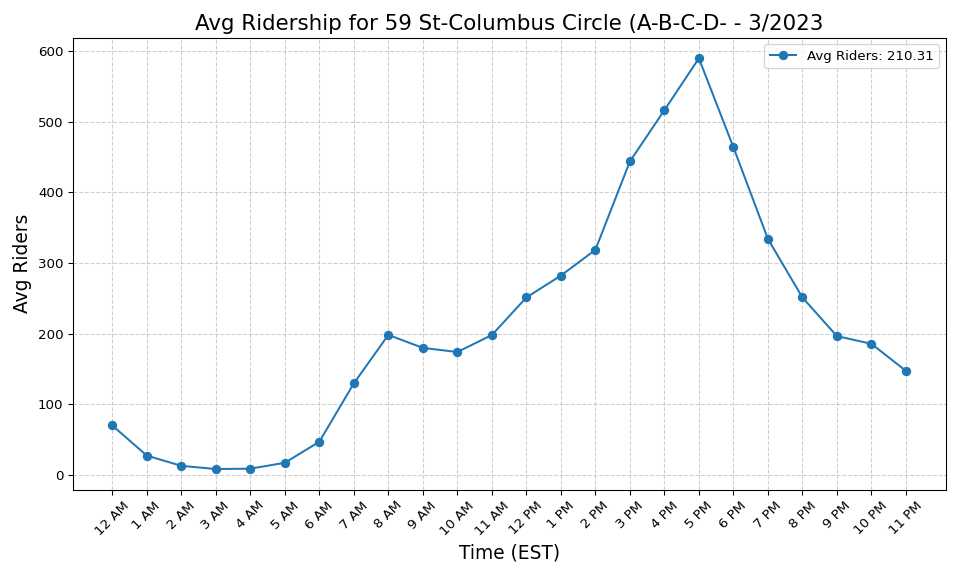 Avg Ridership for 59 St-Columbus Circle (A-B-C-D- - 3/2023
Avg Riders: 210.31
600
500
400
300
200
100
0
Avg Riders
12 AM
1 AM
2 AM
3 AM
4 AM
5 AM
6 AM
7 AM
8 AM
9 AM
10 AM
11 AM
12 PM
1 PM
2 PM
3 PM
4 PM
5 PM
6 PM
7 PM
8 PM
9 PM
10 PM
11 PM
Time (EST)